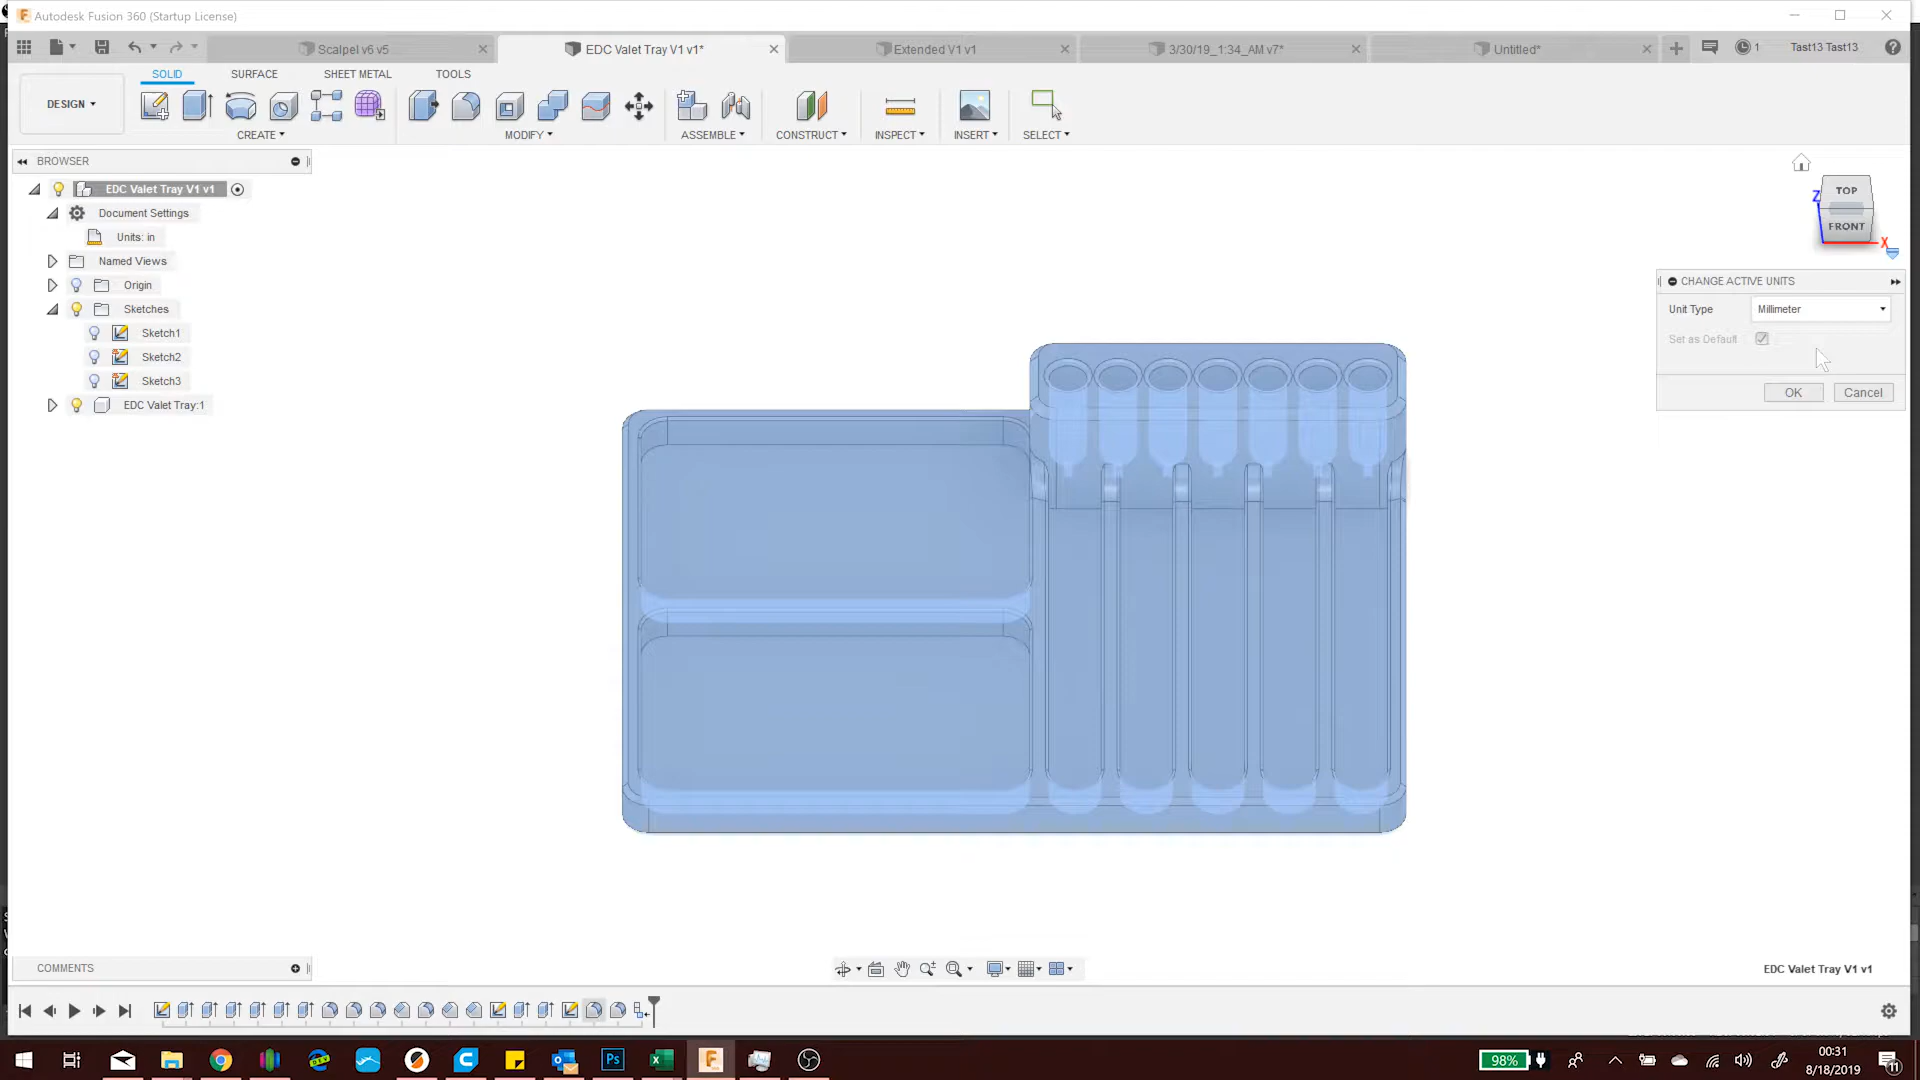 Autodesk Fusion 360 (Startup License)
Scalpel v6 v5
EDC Valet Tray V1 v1*
Extended V1 v1
3/30/19_1:34_AM v7*
Untitled*
1
Tast13 Tast13
SOLID
SURFACE
SHEET METAL
TOOLS
DESIGN
CREATE
MODIFY
ASSEMBLE
CONSTRUCT
INSPECT
INSERT
SELECT
BROWSER
EDC Valet Tray V1 v1
Document Settings
Units: in
Named Views
Origin
Sketches
Sketch1
Sketch2
Sketch3
EDC Valet Tray:1
TOP
FRONT
Z
X
CHANGE ACTIVE UNITS
Unit Type
Millimeter
Set as Default
OK
Cancel
COMMENTS
EDC Valet Tray V1 v1
DEV
Ps
98%
00:31
8/18/2019
11